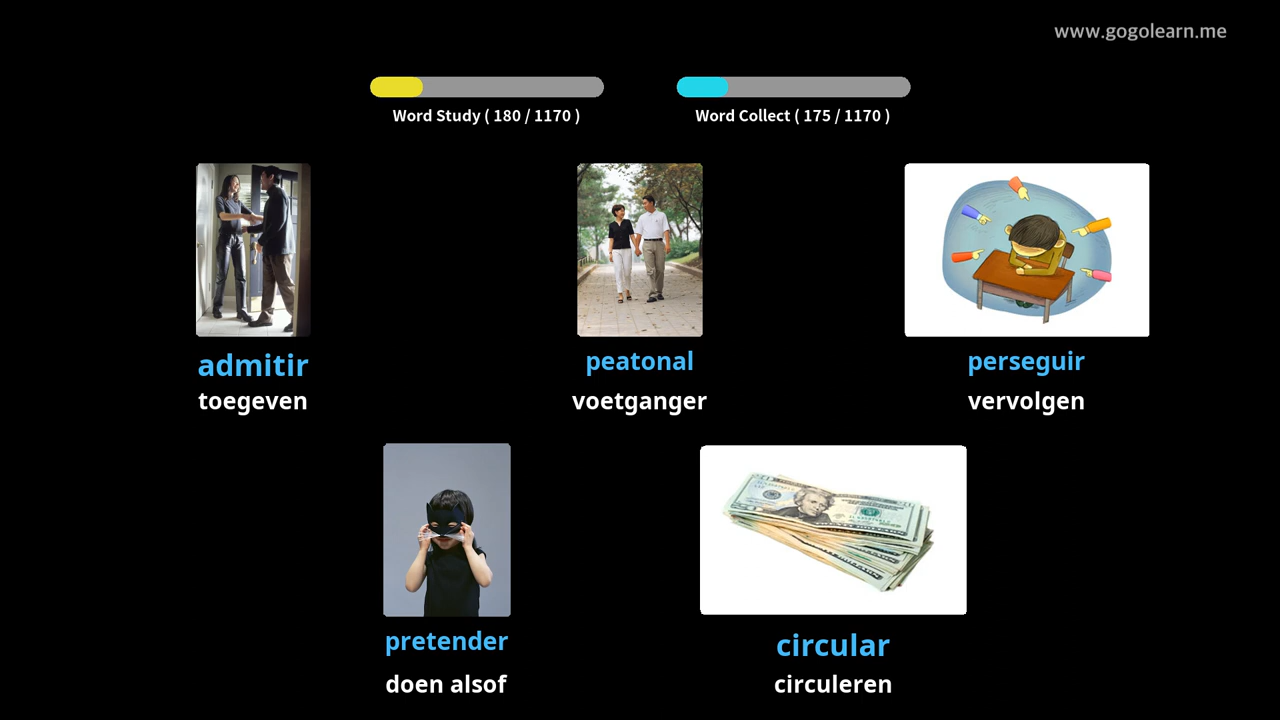 www.gogolearn.me
Word Study ( 180 / 1170 )
Word Collect ( 175 / 1170 )
admitir
toegeven
peatonal
voetganger
perseguir
vervolgen
pretender
doen alsof
circular
circuleren